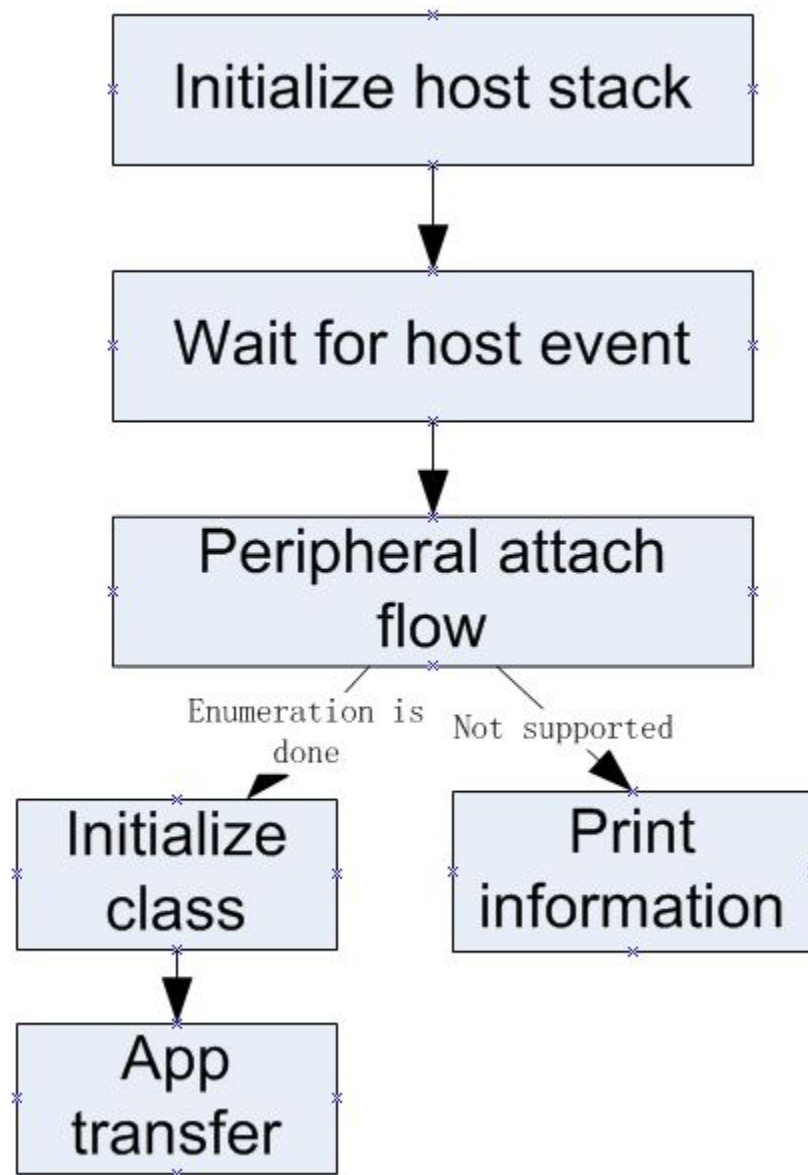 Initialize host stack
Wait for host event
Peripheral attach
flow
Enumeration is
done
Not supported
Initialize
class
Print
information
App
transfer